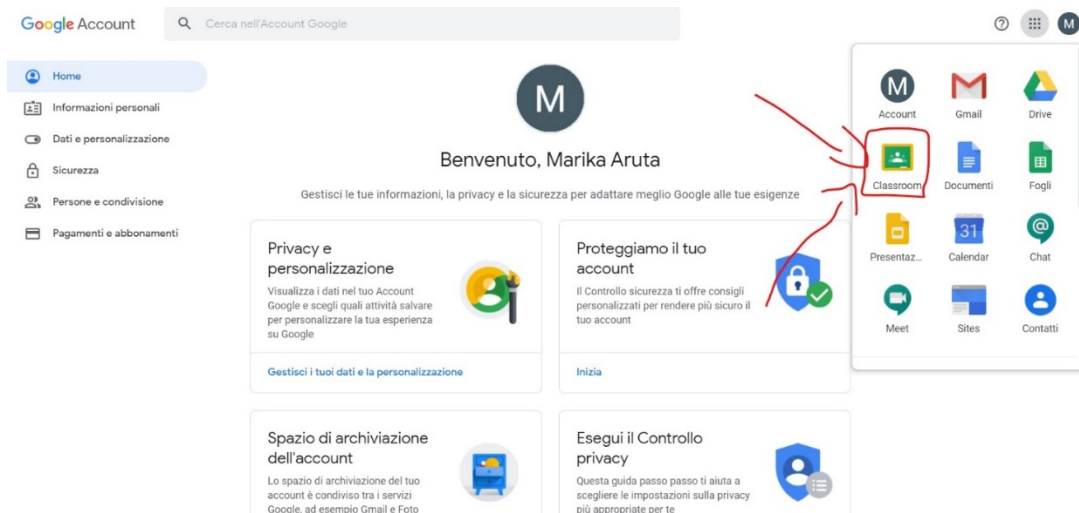 Google Account
Cerca nell'Account Google
M
Home
Informazioni personali
Dati e personalizzazione
Sicurezza
Persone e condivisione
Pagamenti e abbonamenti
M
Benvenuto, Marika Aruta
Gestisci le tue informazioni, la privacy e la sicurezza per adattare meglio Google alle tue esigenze
Privacy e
personalizzazione
Visualizza i dati nel tuo Account
Google e scegli quali attività salvare
per personalizzare la tua esperienza
su Google
Gestisci i tuoi dati e la personalizzazione
Proteggiamo il tuo
account
Il Controllo sicurezza ti offre consigli
personalizzati per rendere più sicuro il
tuo account
Inizia
Spazio di archiviazione
dell'account
Lo spazio di archiviazione del tuo
account è condiviso tra i servizi
Google, ad esempio Gmail e Foto
Esegui il Controllo
privacy
Questa guida passo passo ti aiuta a
scegliere le impostazioni sulla privacy
più appropriate per te
M
Account Gmail Drive
Classroom Documenti Fogli
31
Presentaz... Calendar Chat
Meet Sites Contatti